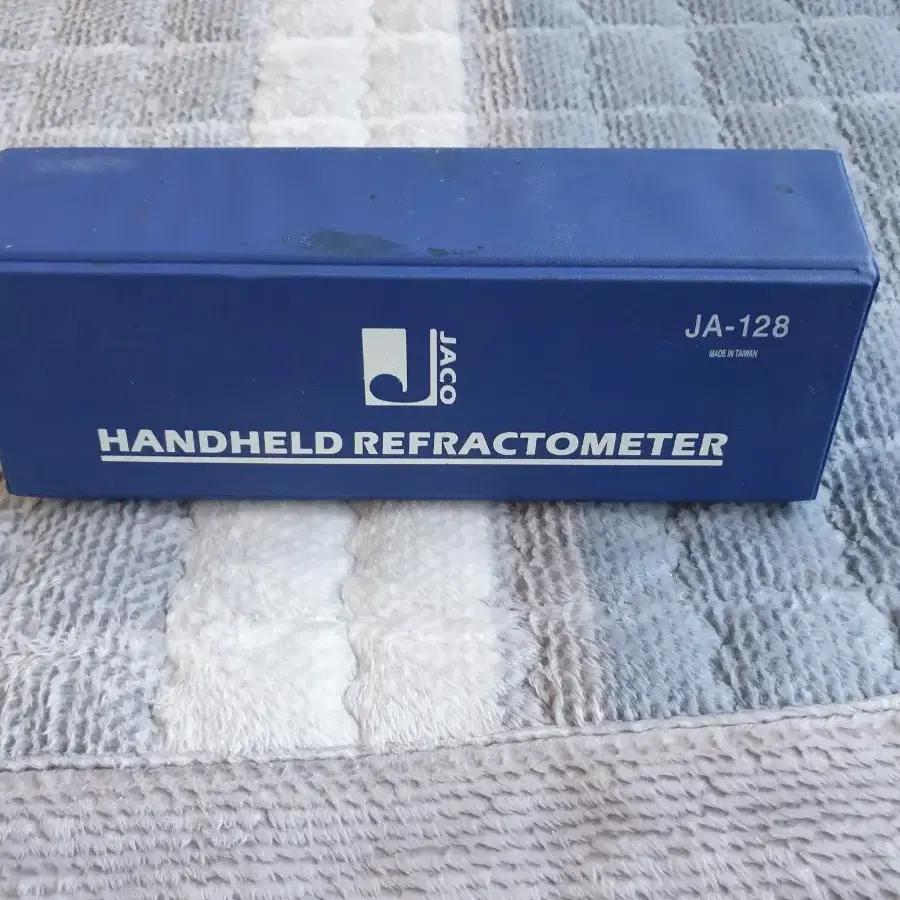 JACO
JA-128
MADE IN TAIWAN
HANDHELD REFRACTOMETER